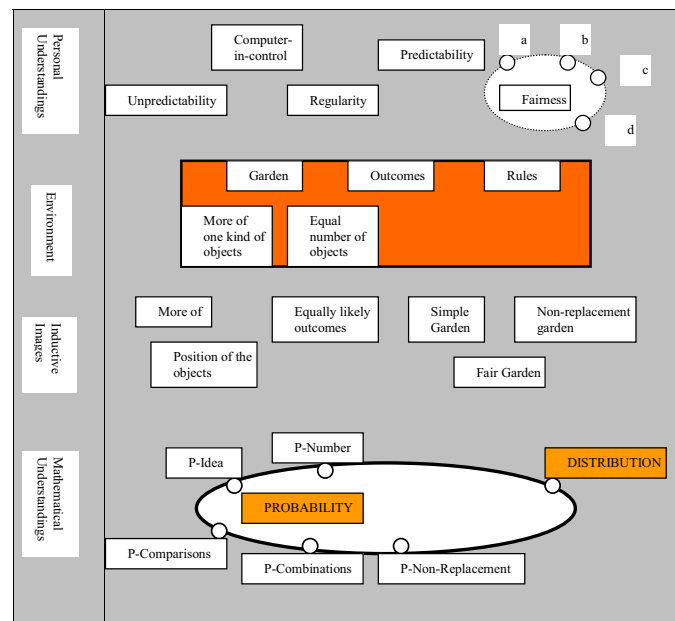 Personal
Understandings
Computer-
in-control
Predictability
a
b
c
d
Unpredictability
Regularity
Fairness
Environment
Garden
Outcomes
Rules
More of
one kind of
objects
Equal
number of
objects
Inductive
Images
More of
Equally likely
outcomes
Simple
Garden
Non-replacement
garden
Position of the
objects
Fair Garden
Mathematical
Understandings
P-Idea
P-Number
DISTRIBUTION
PROBABILITY
P-Comparisons
P-Combinations
P-Non-Replacement